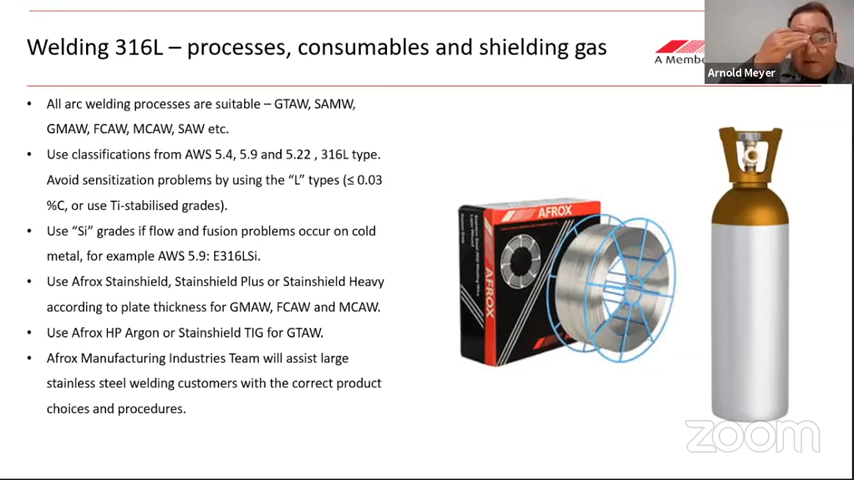 Welding 316L – processes, consumables and shielding gas
A Membe
Arnold Meyer
• All arc welding processes are suitable – GTAW, SAMW,
GMAW, FCAW, MCAW, SAW etc.
• Use classifications from AWS 5.4, 5.9 and 5.22 , 316L type.
Avoid sensitization problems by using the “L” types (≤ 0.03
%C, or use Ti-stabilised grades).
• Use “Si” grades if flow and fusion problems occur on cold
metal, for example AWS 5.9: E316LSi.
• Use Afrox Stainshield, Stainshield Plus or Stainshield Heavy
according to plate thickness for GMAW, FCAW and MCAW.
• Use Afrox HP Argon or Stainshield TIG for GTAW.
• Afrox Manufacturing Industries Team will assist large
stainless steel welding customers with the correct product
choices and procedures.
AFROX
AFROX
zoom